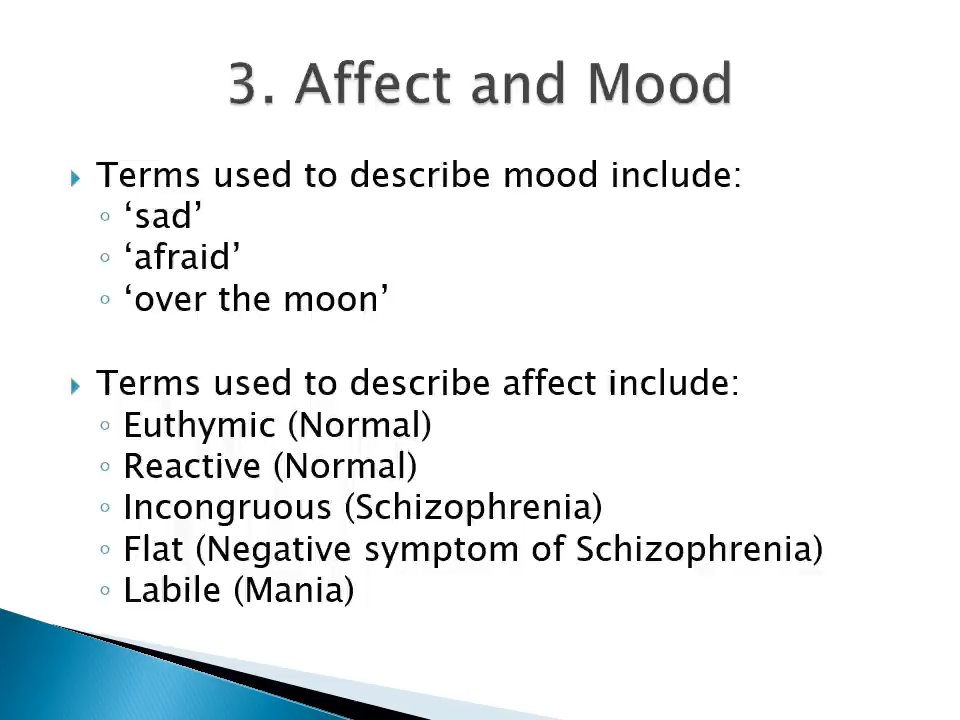 3. Affect and Mood
Terms used to describe mood include:
‘sad’
‘afraid’
‘over the moon’
Terms used to describe affect include:
Euthymic (Normal)
Reactive (Normal)
Incongruous (Schizophrenia)
Flat (Negative symptom of Schizophrenia)
Labile (Mania)